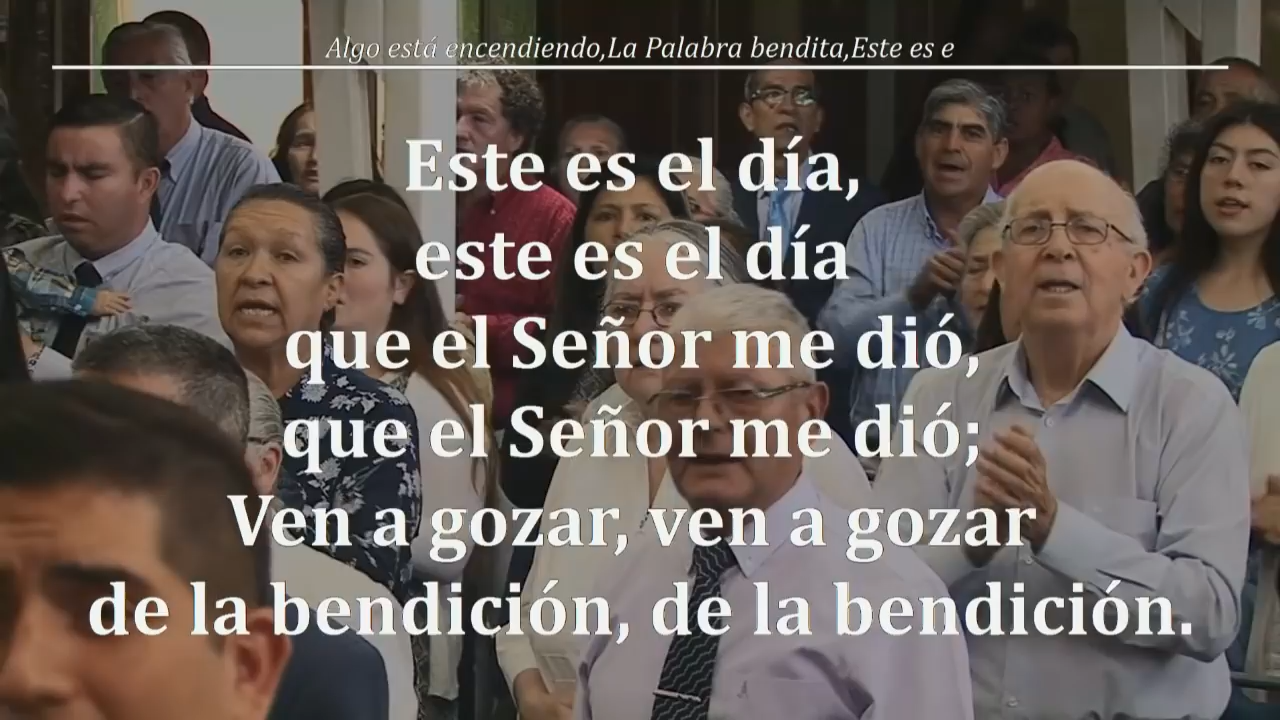 Algo está encendiendo,La Palabra bendita,Este es e
Este es el día,
este es el día
que el Señor me dió,
que el Señor me dió;
Ven a gozar, ven a gozar
de la bendición, de la bendición.